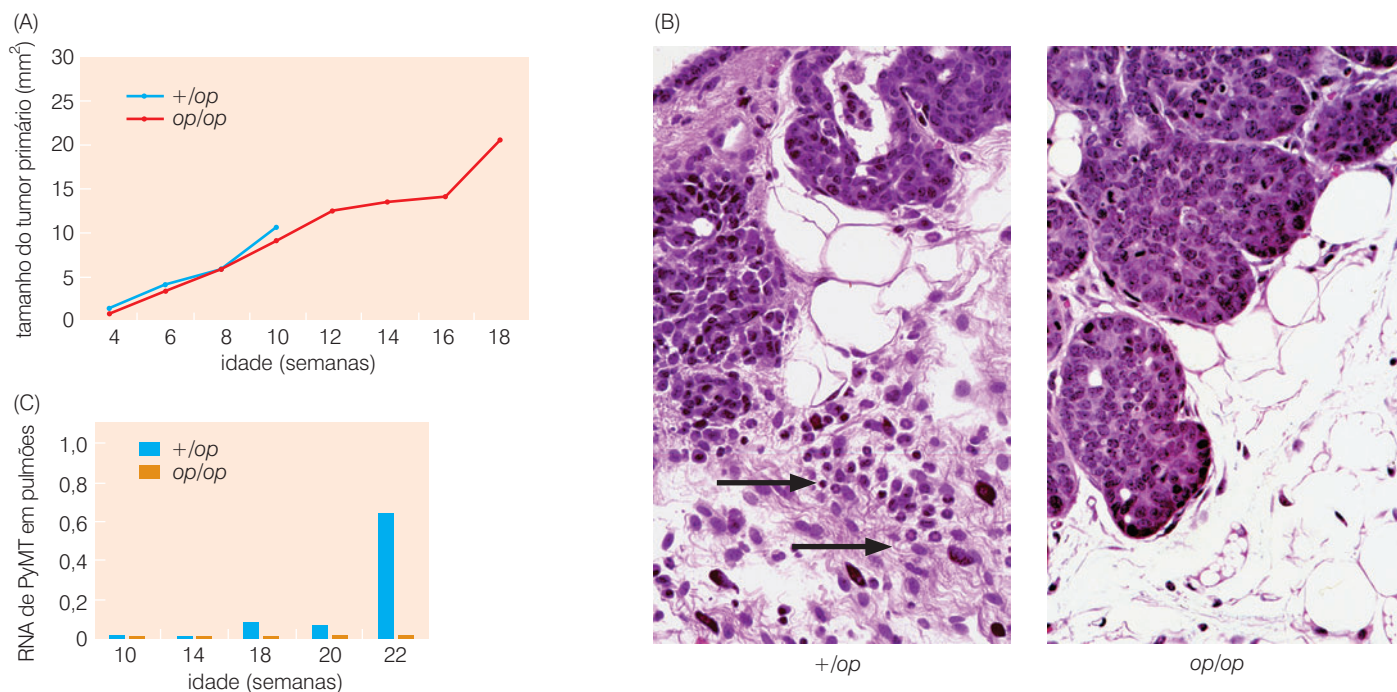 (A)
30
25
20
15
10
5
0
tamanho do tumor primário (mm²)
+/op
op/op
4 6 8 10 12 14 16 18
idade (semanas)
(B)
+/op
op/op
(C)
1,0
0,8
0,6
0,4
0,2
0
RNA de PyMT em pulmões
+/op
op/op
10 14 18 20 22
idade (semanas)